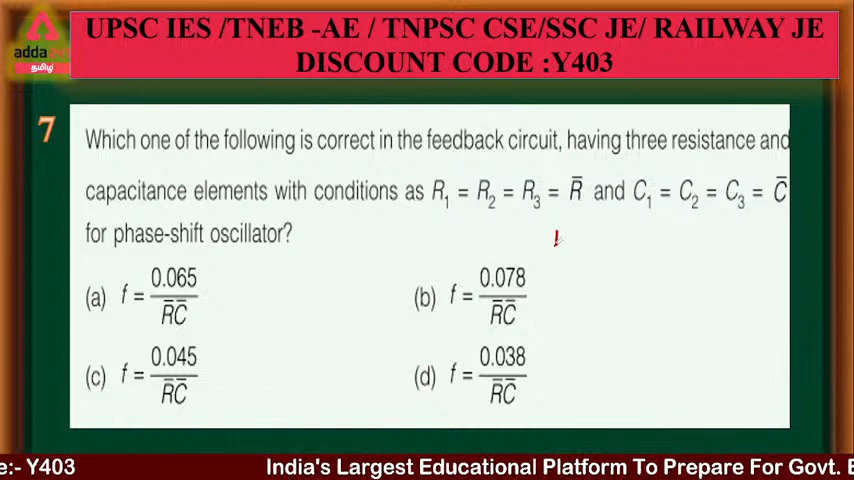 UPSC IES /TNEB -AE / TNPSC CSE/SSC JE/ RAILWAY JE
DISCOUNT CODE :Y403
adda
தமிழ்
7
Which one of the following is correct in the feedback circuit, having three resistance and
capacitance elements with conditions as R₁ = R₂ = R₃ = R̅ and C₁ = C₂ = C₃ = C̅
for phase-shift oscillator?
(a) f = 0.065 / R̅C̅ (b) f = 0.078 / R̅C̅
(c) f = 0.045 / R̅C̅ (d) f = 0.038 / R̅C̅
e:- Y403 India's Largest Educational Platform To Prepare For Govt. E